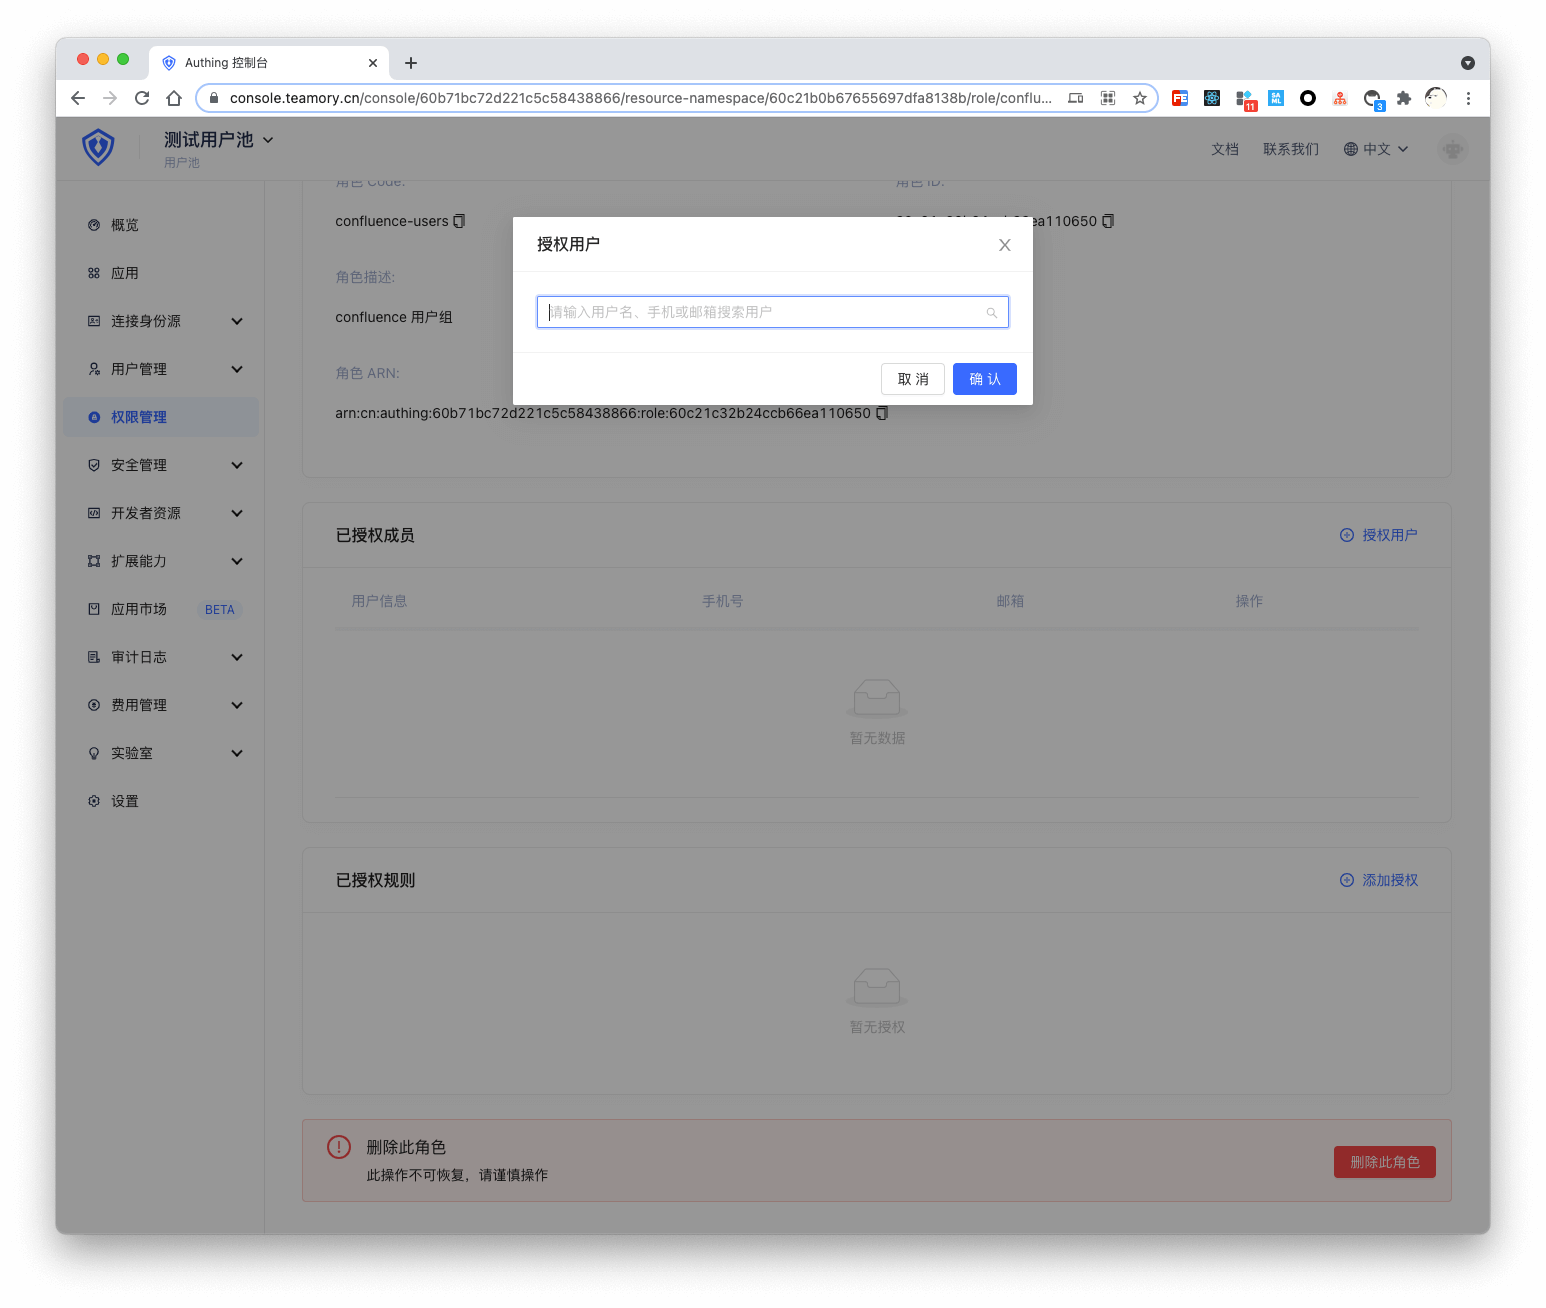 Authing 控制台
console.teamory.cn/console/60b71bc72d221c5c58438866/resource-namespace/60c21b0b67655697dfa8138b/role/conflu...
FE
11
SA
ML
3
测试用户池
用户池
文档
联系我们
中文
概览
应用
连接身份源
用户管理
权限管理
安全管理
开发者资源
扩展能力
应用市场 BETA
审计日志
费用管理
实验室
设置
角色 Code:
角色 ID:
confluence-users
ea110650
角色描述:
confluence 用户组
角色 ARN:
arn:cn:authing:60b71bc72d221c5c58438866:role:60c21c32b24ccb66ea110650
授权用户
请输入用户名、手机或邮箱搜索用户
取 消
确 认
已授权成员
授权用户
用户信息
手机号
邮箱
操作
暂无数据
已授权规则
添加授权
暂无授权
删除此角色
此操作不可恢复，请谨慎操作
删除此角色